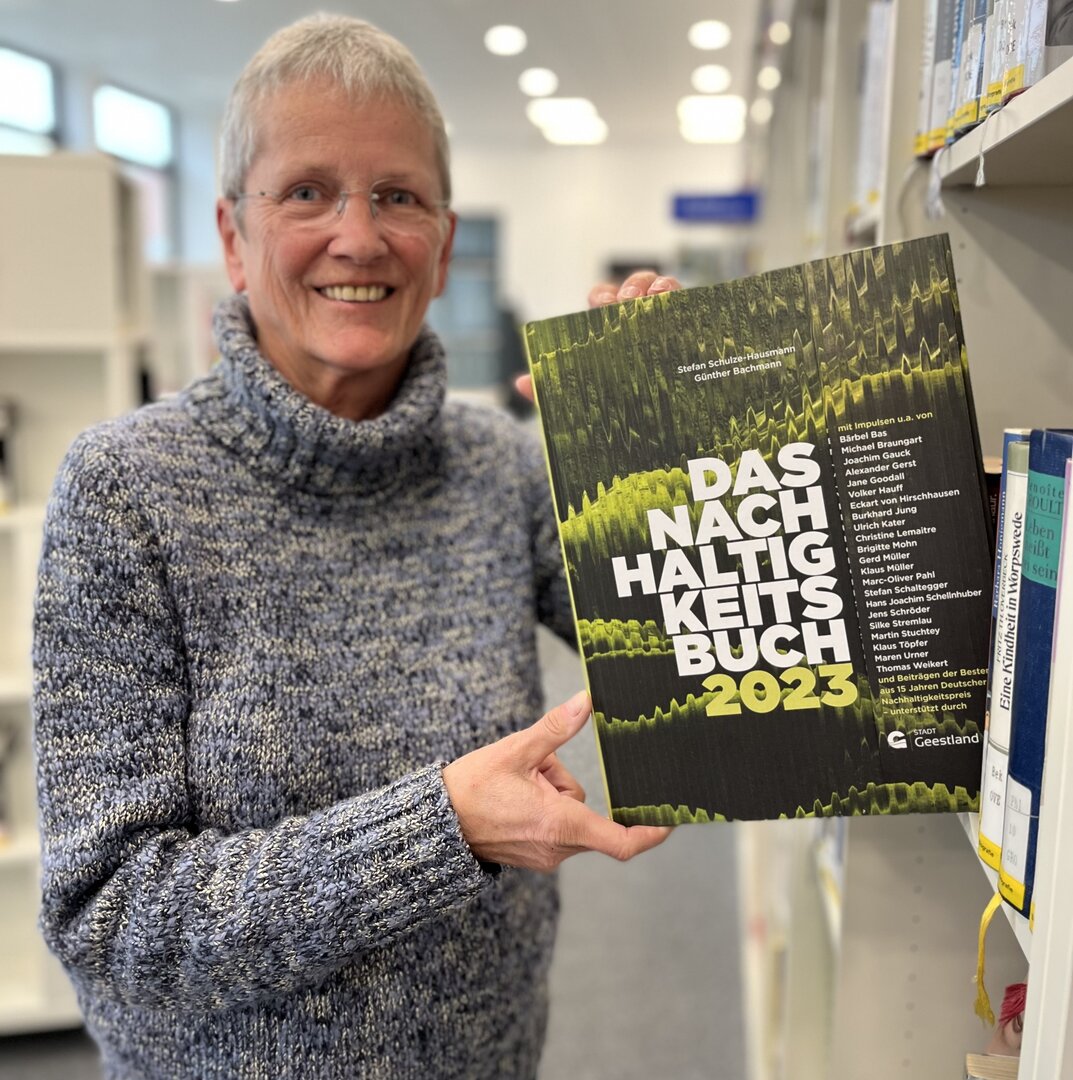 Stefan Schulze-Hausmann
Günther Bachmann
DAS
NACH
HALTIG
KEITS
BUCH
2023
mit Impulsen u.a. von
Bärbel Bas
Michael Braungart
Joachim Gauck
Alexander Gerst
Jane Goodall
Volker Hauff
Eckart von Hirschhausen
Burkhard Jung
Ulrich Kater
Christine Lemaitre
Brigitte Mohn
Gerd Müller
Klaus Müller
Marc-Oliver Pahl
Stefan Schaltegger
Hans Joachim Schellnhuber
Jens Schröder
Silke Stremlau
Martin Stuchtey
Klaus Töpfer
Maren Urner
Thomas Weikert
und Beiträgen der Besten
aus 15 Jahren Deutscher
Nachhaltigkeitspreis
– unterstützt durch
STADT
Geestland
FRITZ OVERBECK
Eine Kindheit in Worpswede
Bek
OVE